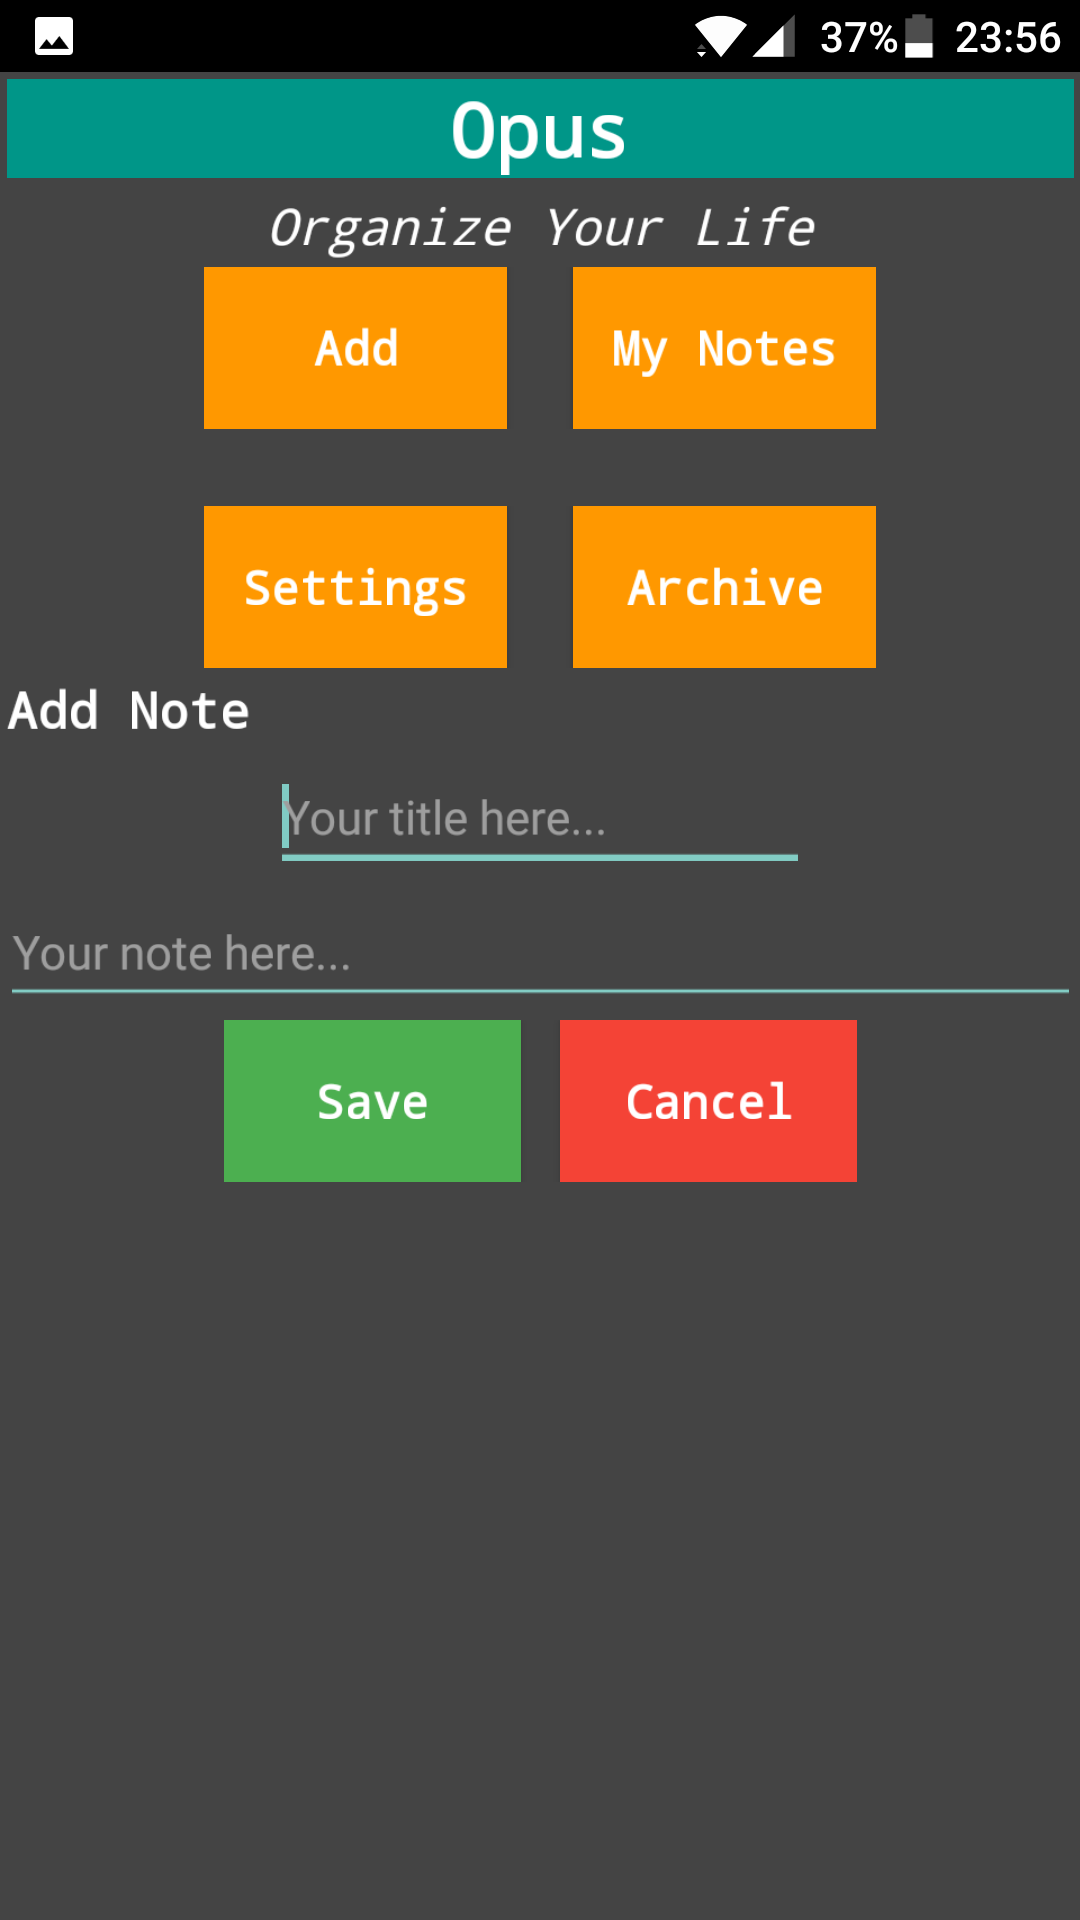 37% 23:56
Opus
Organize Your Life
Add My Notes
Settings Archive
Add Note
Your title here...
Your note here...
Save Cancel